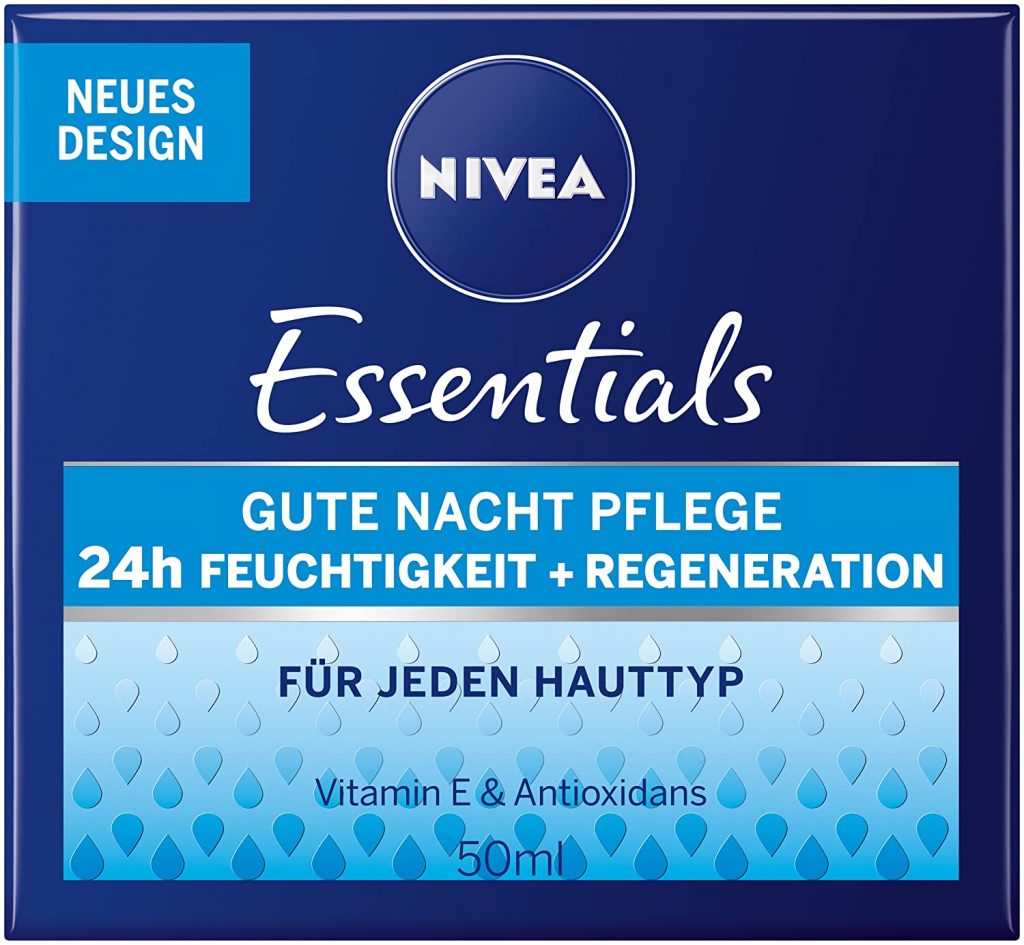 NEUES
DESIGN
NIVEA
Essentials
GUTE NACHT PFLEGE
24h FEUCHTIGKEIT + REGENERATION
FÜR JEDEN HAUTTYP
Vitamin E & Antioxidans
50ml